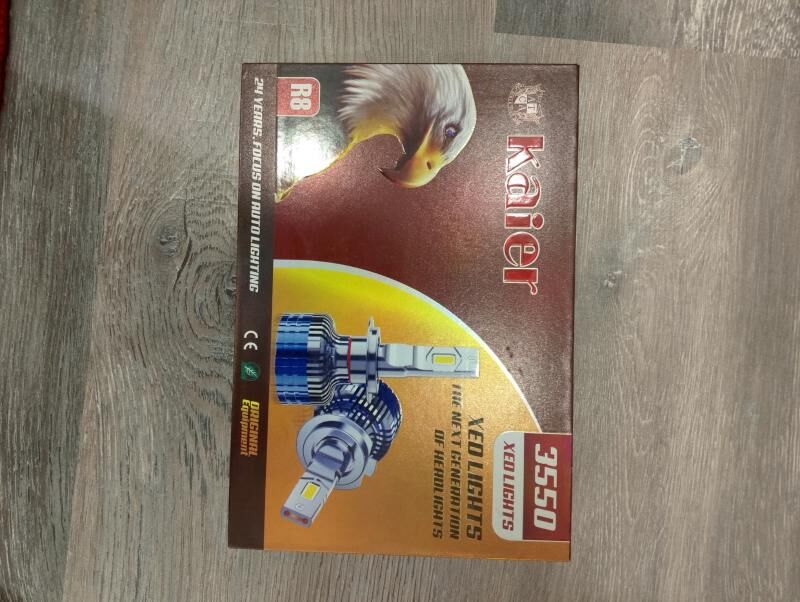 Kaier
3550
XEO LIGHTS
XEO LIGHTS
THE NEXT GENERATION
OF HEADLIGHTS
R8
24 YEARS, FOCUS ON AUTO LIGHTING
CE
ORIGINAL
Equipment